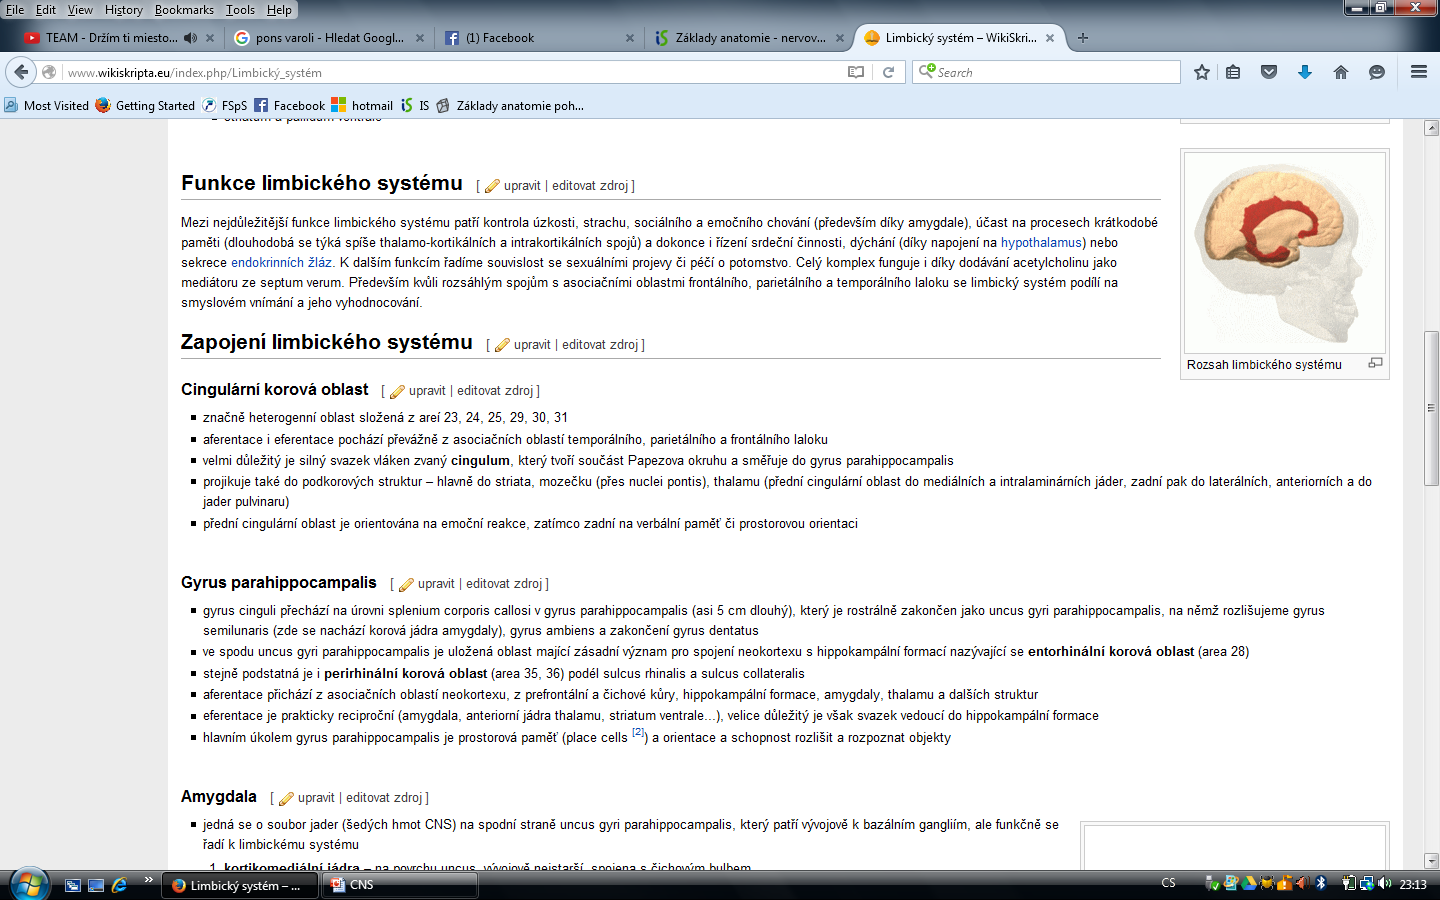 File Edit View History Bookmarks Tools Help
TEAM - Držím ti miesto...
pons varoli - Hledat Googl...
(1) Facebook
Základy anatomie - nervov...
Limbický systém – WikiSkri...
www.wikiskripta.eu/index.php/Limbický_systém
Search
Most Visited Getting Started FSpS Facebook hotmail IS Základy anatomie poh...
striatum a pallidum ventrale
Funkce limbického systému [ upravit | editovat zdroj ]
Mezi nejdůležitější funkce limbického systému patří kontrola úzkosti, strachu, sociálního a emočního chování (především díky amygdale), účast na procesech krátkodobé
paměti (dlouhodobá se týká spíše thalamo-kortikálních a intrakortikálních spojů) a dokonce i řízení srdeční činnosti, dýchání (díky napojení na hypothalamus) nebo
sekrece endokrinních žláz. K dalším funkcím řadíme souvislost se sexuálními projevy či péčí o potomstvo. Celý komplex funguje i díky dodávání acetylcholinu jako
mediátoru ze septum verum. Především kvůli rozsáhlým spojům s asociačními oblastmi frontálního, parietálního a temporálního laloku se limbický systém podílí na
smyslovém vnímání a jeho vyhodnocování.
Rozsah limbického systému
Zapojení limbického systému [ upravit | editovat zdroj ]
Cingulární korová oblast [ upravit | editovat zdroj ]
značně heterogenní oblast složená z areí 23, 24, 25, 29, 30, 31
aferentace i eferentace pochází převážně z asociačních oblastí temporálního, parietálního a frontálního laloku
velmi důležitý je silný svazek vláken zvaný cingulum, který tvoří součást Papezova okruhu a směřuje do gyrus parahippocampalis
projikuje také do podkorových struktur – hlavně do striata, mozečku (přes nuclei pontis), thalamu (přední cingulární oblast do mediálních a intralaminárních jáder, zadní pak do laterálních, anteriorních a do
jader pulvinaru)
přední cingulární oblast je orientována na emoční reakce, zatímco zadní na verbální paměť či prostorovou orientaci
Gyrus parahippocampalis [ upravit | editovat zdroj ]
gyrus cinguli přechází na úrovni splenium corporis callosi v gyrus parahippocampalis (asi 5 cm dlouhý), který je rostrálně zakončen jako uncus gyri parahippocampalis, na němž rozlišujeme gyrus
semilunaris (zde se nachází korová jádra amygdaly), gyrus ambiens a zakončení gyrus dentatus
ve spodu uncus gyri parahippocampalis je uložená oblast mající zásadní význam pro spojení neokortexu s hippokampální formací nazývající se entorhinální korová oblast (area 28)
stejně podstatná je i perirhinální korová oblast (area 35, 36) podél sulcus rhinalis a sulcus collateralis
aferentace přichází z asociačních oblastí neokortexu, z prefrontální a čichové kůry, hippokampální formace, amygdaly, thalamu a dalších struktur
eferentace je prakticky reciproční (amygdala, anteriorní jádra thalamu, striatum ventrale...), velice důležitý je však svazek vedoucí do hippokampální formace
hlavním úkolem gyrus parahippocampalis je prostorová paměť (place cells [2]) a orientace a schopnost rozlišit a rozpoznat objekty
Amygdala [ upravit | editovat zdroj ]
jedná se o soubor jader (šedých hmot CNS) na spodní straně uncus gyri parahippocampalis, který patří vývojově k bazálním gangliím, ale funkčně se
řadí k limbickému systému
1. kortikomediální jádra – na povrchu uncus, vývojově nejstarší, spojena s čichovým bulbem
Limbický systém – ...
CNS
CS
23:13